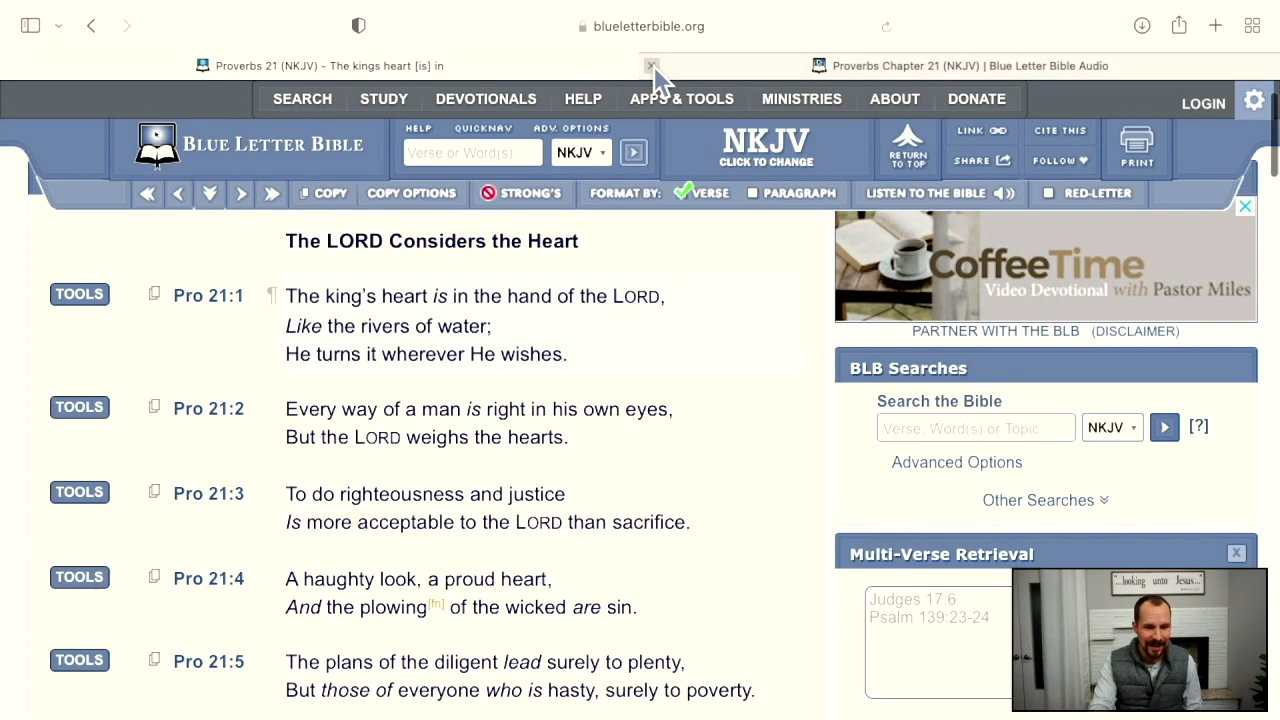 blueletterbible.org
Proverbs 21 (NKJV) - The kings heart [is] in
Proverbs Chapter 21 (NKJV) | Blue Letter Bible Audio
SEARCH STUDY DEVOTIONALS HELP APPS & TOOLS MINISTRIES ABOUT DONATE
LOGIN
BLUE LETTER BIBLE
HELP QUICKNAV ADV. OPTIONS
Verse or Word(s) NKJV
NKJV
CLICK TO CHANGE
RETURN
TO TOP
LINK CITE THIS
SHARE FOLLOW
PRINT
COPY COPY OPTIONS STRONG'S FORMAT BY: VERSE PARAGRAPH LISTEN TO THE BIBLE RED-LETTER
The LORD Considers the Heart
TOOLS Pro 21:1 ¶ The king's heart is in the hand of the LORD,
Like the rivers of water;
He turns it wherever He wishes.
TOOLS Pro 21:2 Every way of a man is right in his own eyes,
But the LORD weighs the hearts.
TOOLS Pro 21:3 To do righteousness and justice
Is more acceptable to the LORD than sacrifice.
TOOLS Pro 21:4 A haughty look, a proud heart,
And the plowing[fn] of the wicked are sin.
TOOLS Pro 21:5 The plans of the diligent lead surely to plenty,
But those of everyone who is hasty, surely to poverty.
CoffeeTime
Video Devotional with Pastor Miles
PARTNER WITH THE BLB (DISCLAIMER)
BLB Searches
Search the Bible
Verse, Word(s) or Topic NKJV [?]
Advanced Options
Other Searches
Multi-Verse Retrieval X
Judges 17:6
Psalm 139:23-24
"...looking unto Jesus..."